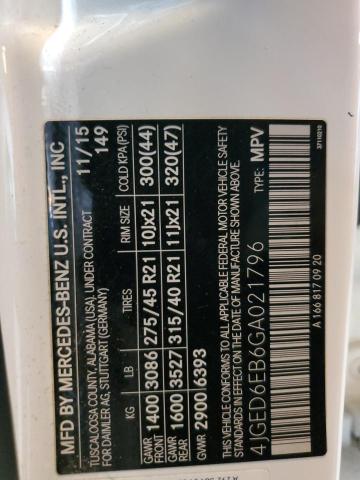 MFD BY MERCEDES-BENZ U.S. INTL., INC
TUSCALOOSA COUNTY, ALABAMA (USA), UNDER CONTRACT 11/15
FOR DAIMLER AG, STUTTGART (GERMANY) 149
KG LB TIRES RIM SIZE COLD KPA (PSI)
GAWR FRONT 1400 3086 275/45 R21 10Jx21 300(44)
GAWR REAR 1600 3527 315/40 R21 11Jx21 320(47)
GVWR 2900 6393
THIS VEHICLE CONFORMS TO ALL APPLICABLE FEDERAL MOTOR VEHICLE SAFETY
STANDARDS IN EFFECT ON THE DATE OF MANUFACTURE SHOWN ABOVE.
4JGED6EB6GA021796 TYPE: MPV
A 166 817 09 20
3711D210